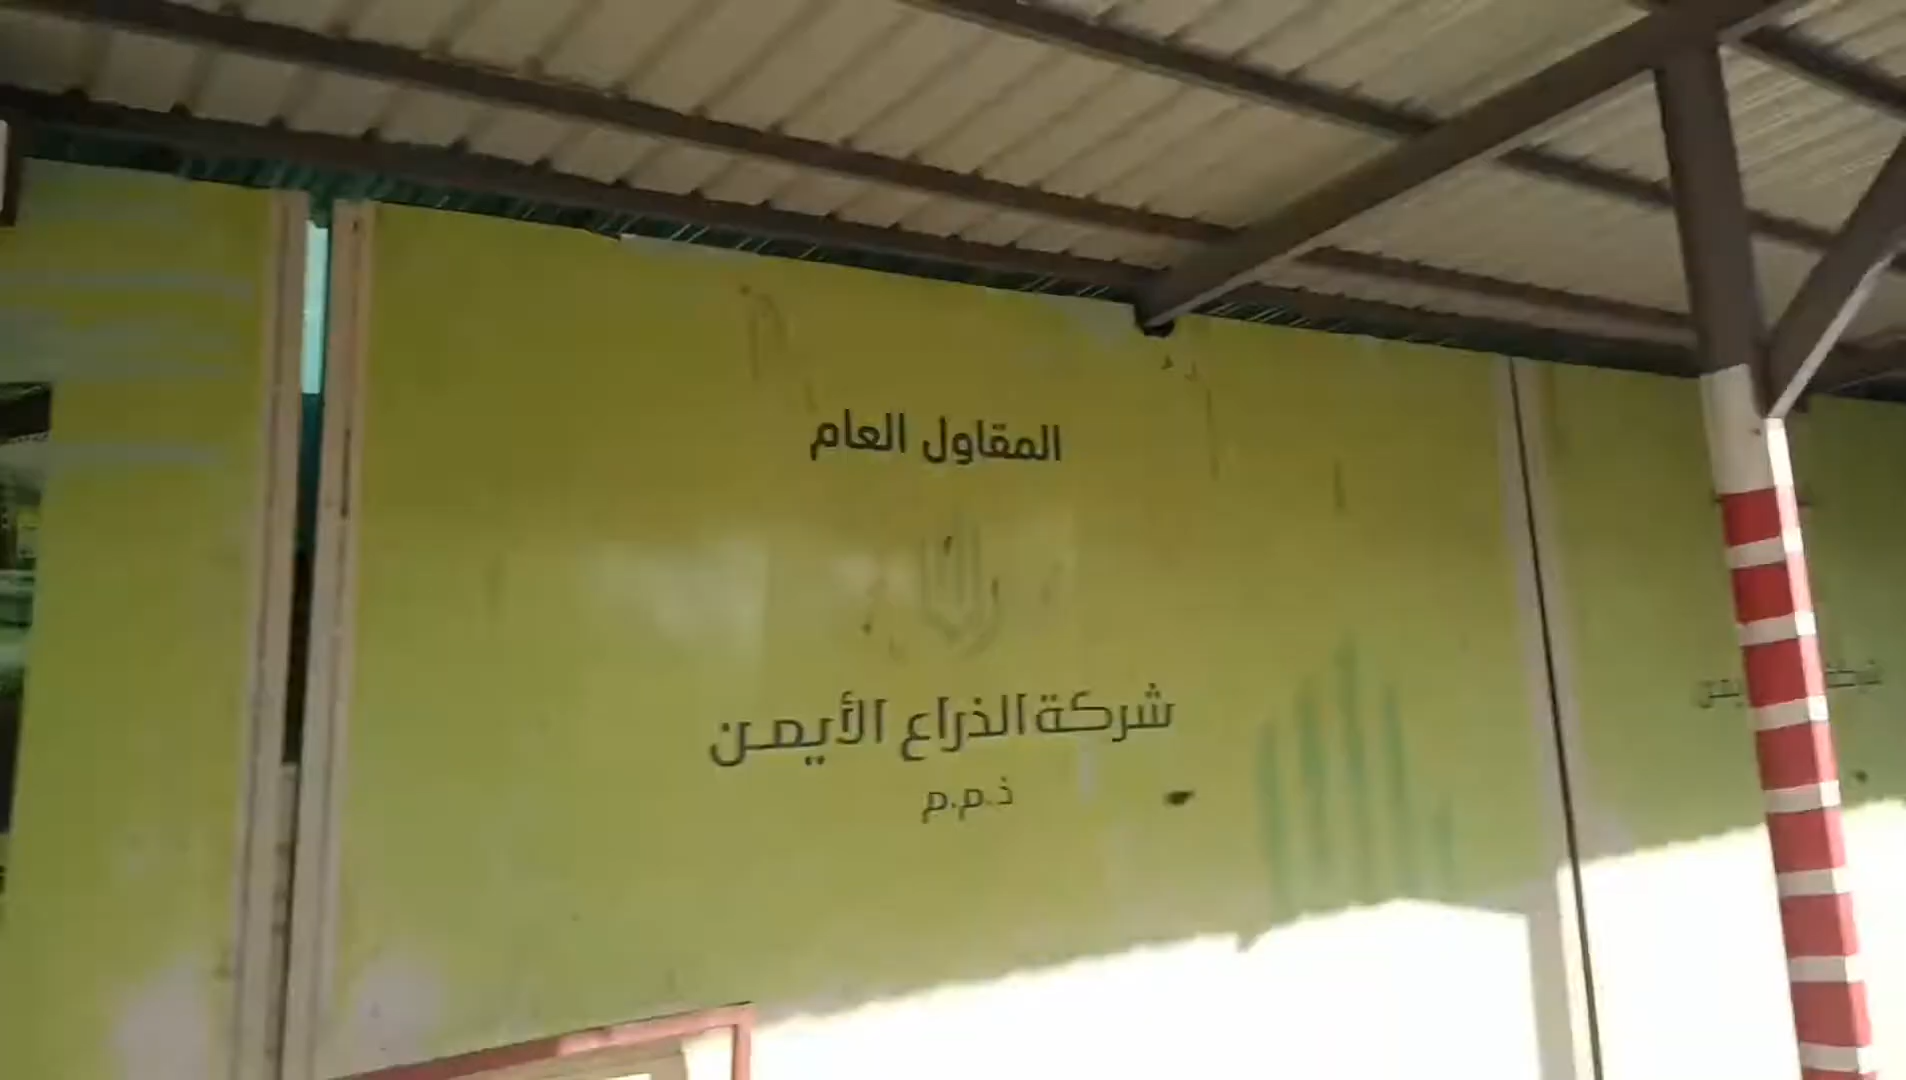 المقاول العام
شركة الذراع الأيمن
ذ.م.م